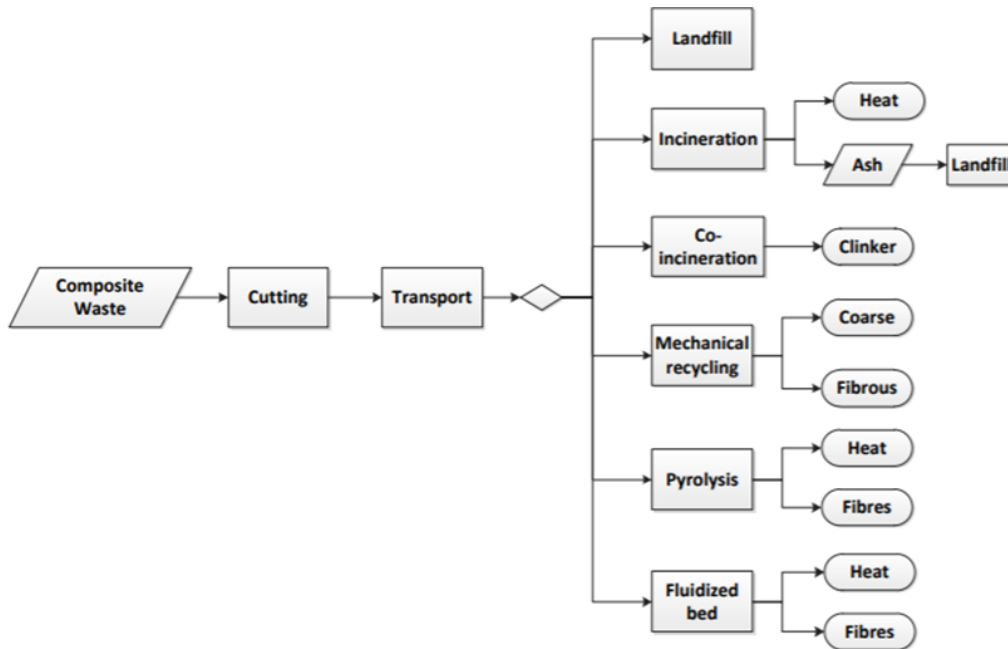 Landfill
Heat
Incineration
Ash
Landfill
Co-
incineration
Clinker
Composite
Waste
Cutting
Transport
Coarse
Mechanical
recycling
Fibrous
Heat
Pyrolysis
Fibres
Heat
Fluidized
bed
Fibres